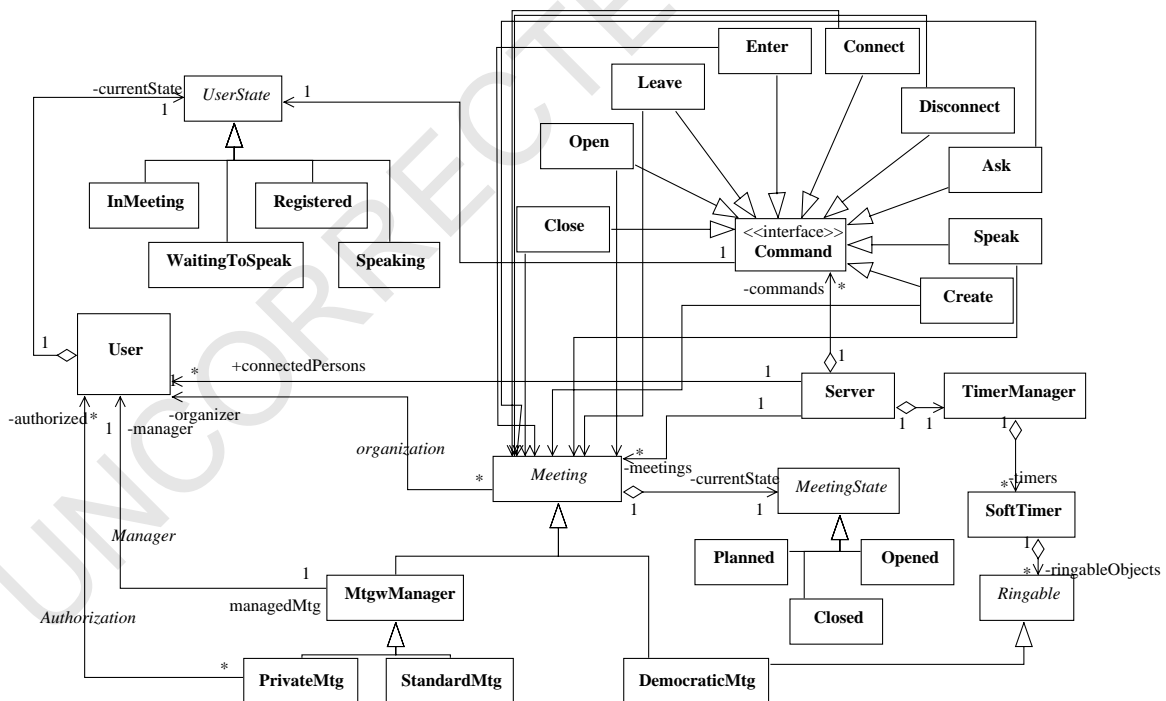 Enter
Connect
Leave
Disconnect
Open
Ask
Close
Speak
<<interface>>
Command
Create
-currentState
1
UserState
1
1
InMeeting
Registered
WaitingToSpeak
Speaking
-commands
*
1
1
User
*
+connectedPersons
1
1
Server
TimerManager
-authorized
*
1
-manager
-organizer
1
1
1
1
organization
*
Meeting
*
-meetings
1
-currentState
1
MeetingState
*
-timers
SoftTimer
1
*
-ringableObjects
Ringable
Planned
Opened
Closed
Manager
1
managedMtg
MtgwManager
Authorization
*
PrivateMtg
StandardMtg
DemocraticMtg
UNCORRECTE